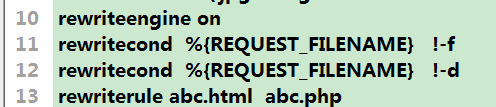 10 rewriteengine on
11 rewritecond  %{REQUEST_FILENAME}  !-f
12 rewritecond  %{REQUEST_FILENAME}  !-d
13 rewriterule abc.html  abc.php